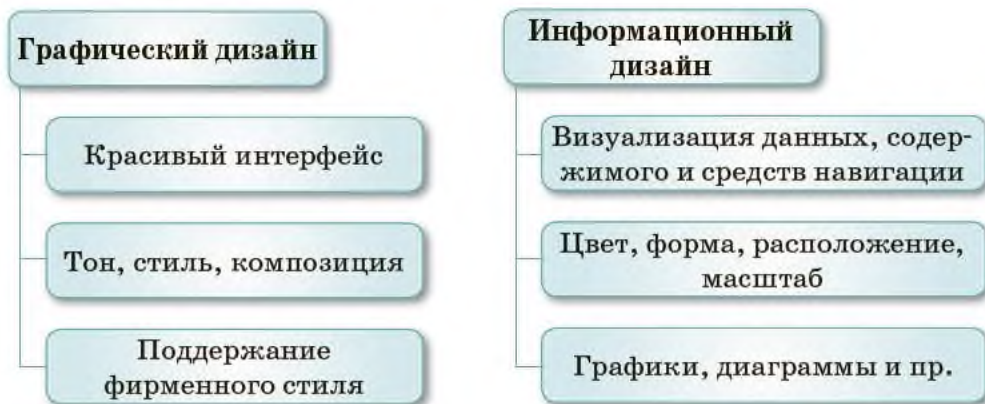 Графический дизайн
Красивый интерфейс
Тон, стиль, композиция
Поддержание
фирменного стиля
Информационный
дизайн
Визуализация данных, содер-
жимого и средств навигации
Цвет, форма, расположение,
масштаб
Графики, диаграммы и пр.